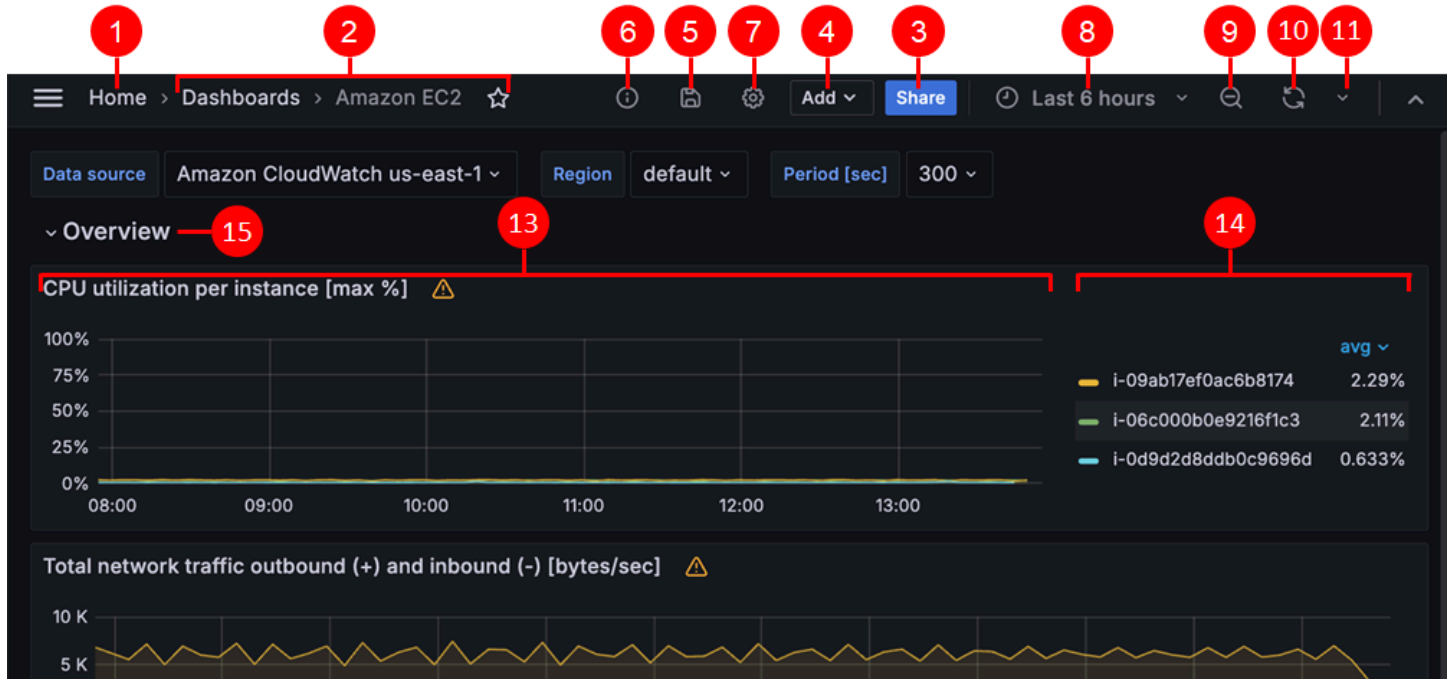 1 2 6 5 7 4 3 8 9 10 11
Home › Dashboards › Amazon EC2 Add Share Last 6 hours
Data source Amazon CloudWatch us-east-1 Region default Period [sec] 300
Overview 15 13 14
CPU utilization per instance [max %]
100%
75%
50%
25%
0%
08:00 09:00 10:00 11:00 12:00 13:00
avg
i-09ab17ef0ac6b8174 2.29%
i-06c000b0e9216f1c3 2.11%
i-0d9d2d8ddb0c9696d 0.633%
Total network traffic outbound (+) and inbound (-) [bytes/sec]
10 K
5 K